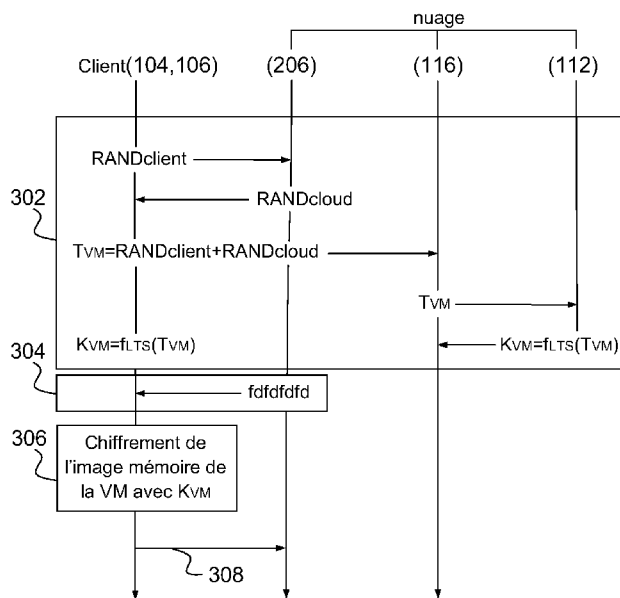 nuage
Client(104,106) (206) (116) (112)
RANDclient
302
RANDcloud
TVM=RANDclient+RANDcloud
TVM
KVM=fLTS(TVM) KVM=fLTS(TVM)
304
fdfdfdfd
306
Chiffrement de
l'image mémoire de
la VM avec KVM
308